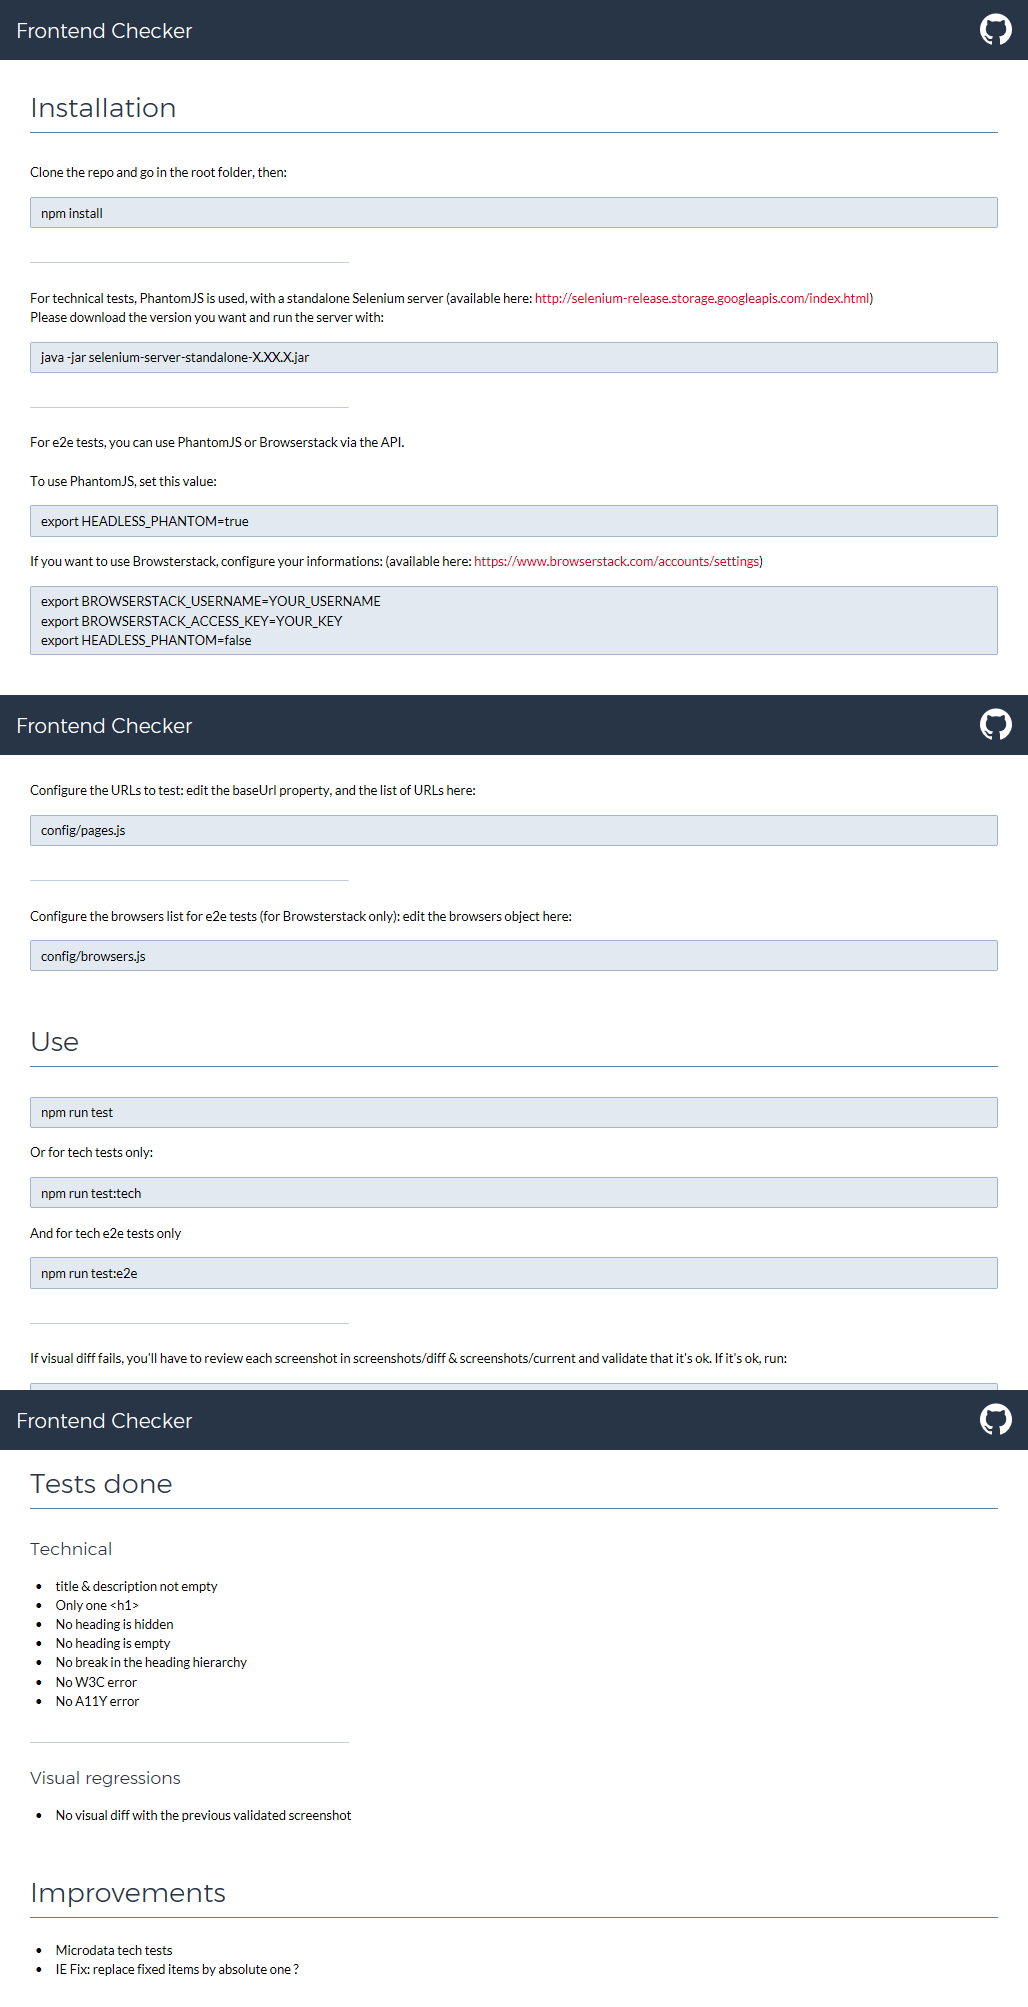 Frontend Checker
Installation
Clone the repo and go in the root folder, then:
npm install
For technical tests, PhantomJS is used, with a standalone Selenium server (available here: http://selenium-release.storage.googleapis.com/index.html)
Please download the version you want and run the server with:
java -jar selenium-server-standalone-X.XX.X.jar
For e2e tests, you can use PhantomJS or Browserstack via the API.
To use PhantomJS, set this value:
export HEADLESS_PHANTOM=true
If you want to use Browsterstack, configure your informations: (available here: https://www.browserstack.com/accounts/settings)
export BROWSERSTACK_USERNAME=YOUR_USERNAME
export BROWSERSTACK_ACCESS_KEY=YOUR_KEY
export HEADLESS_PHANTOM=false
Frontend Checker
Configure the URLs to test: edit the baseUrl property, and the list of URLs here:
config/pages.js
Configure the browsers list for e2e tests (for Browsterstack only): edit the browsers object here:
config/browsers.js
Use
npm run test
Or for tech tests only:
npm run test:tech
And for tech e2e tests only
npm run test:e2e
If visual diff fails, you'll have to review each screenshot in screenshots/diff & screenshots/current and validate that it's ok. If it's ok, run:
Frontend Checker
Tests done
Technical
• title & description not empty
• Only one <h1>
• No heading is hidden
• No heading is empty
• No break in the heading hierarchy
• No W3C error
• No A11Y error
Visual regressions
• No visual diff with the previous validated screenshot
Improvements
• Microdata tech tests
• IE Fix: replace fixed items by absolute one ?